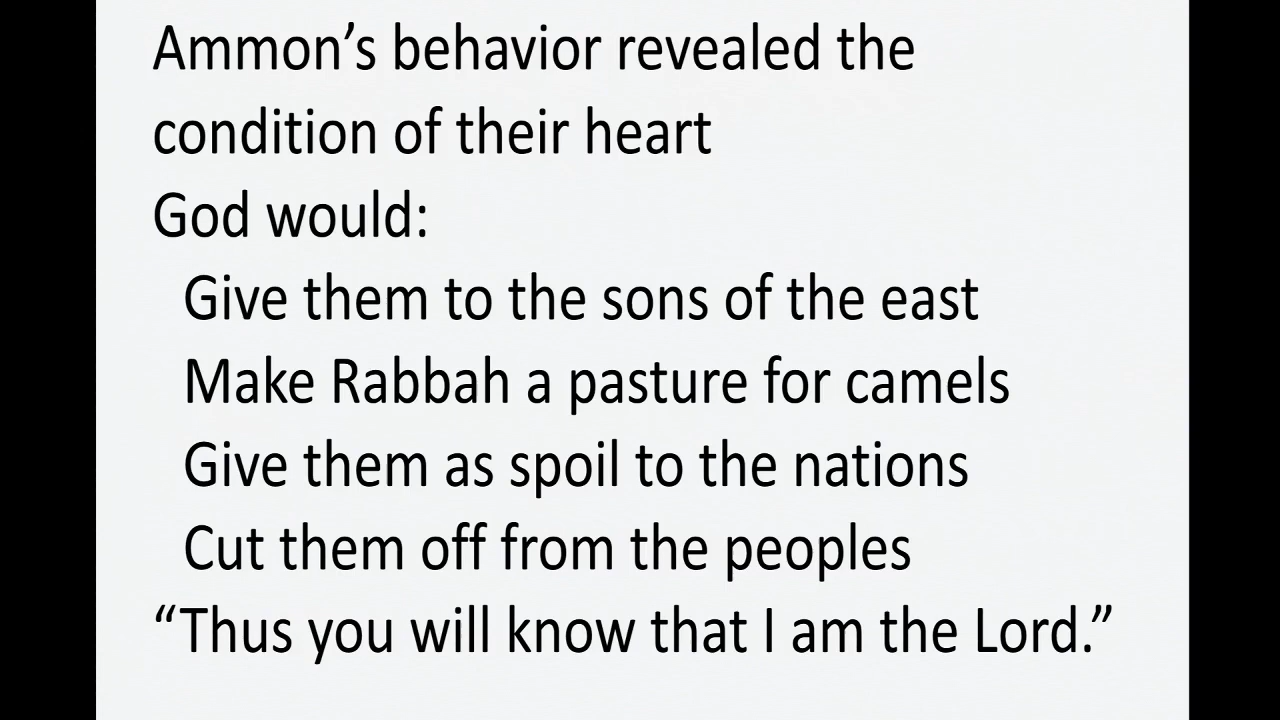 Ammon’s behavior revealed the
condition of their heart
God would:
Give them to the sons of the east
Make Rabbah a pasture for camels
Give them as spoil to the nations
Cut them off from the peoples
“Thus you will know that I am the Lord.”